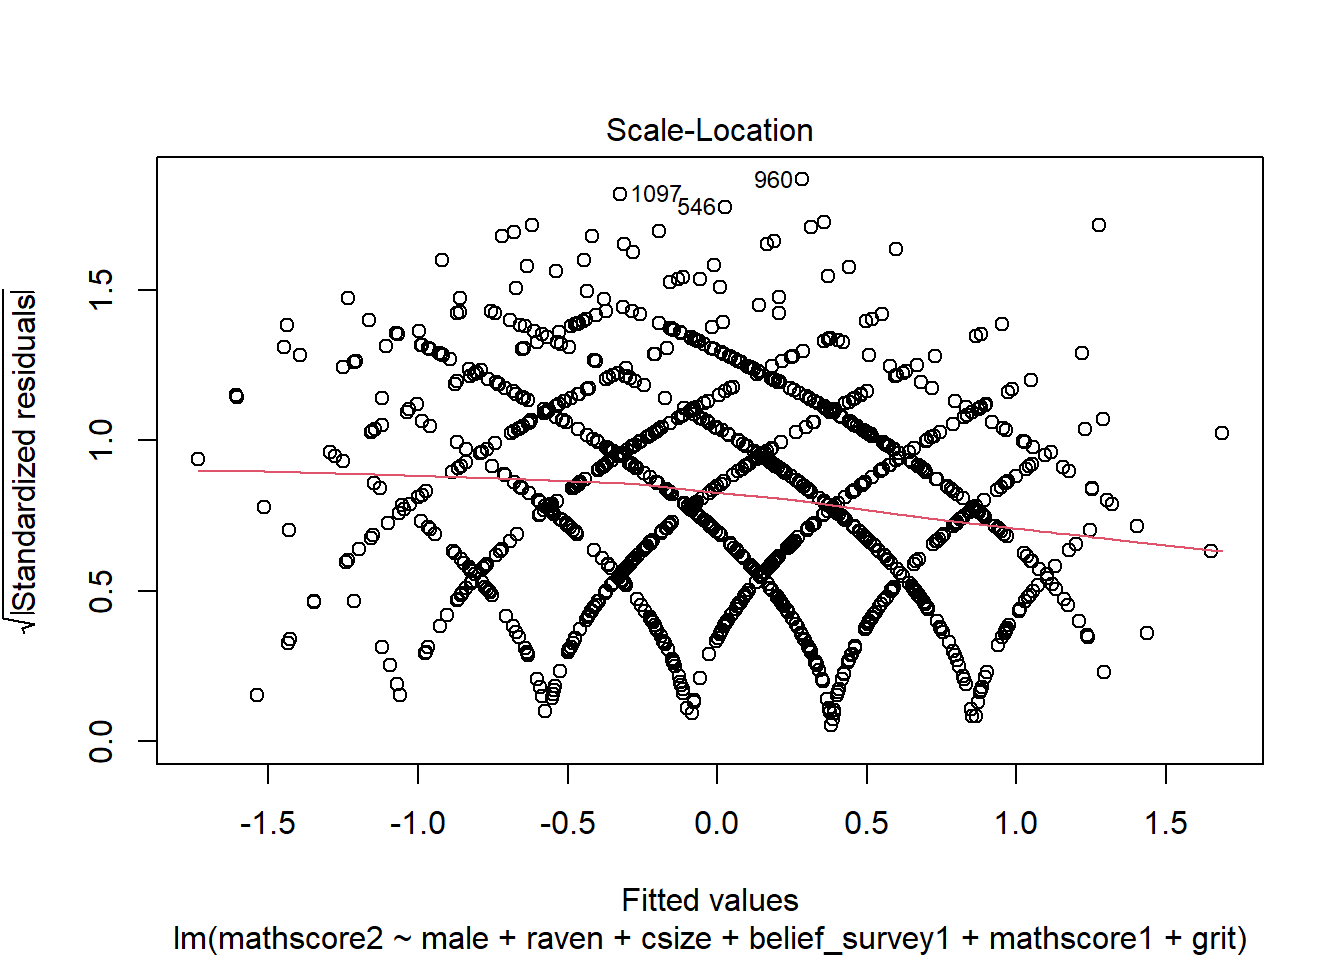 Scale-Location
960
1097
546
√|Standardized residuals|
1.5
1.0
0.5
0.0
-1.5 -1.0 -0.5 0.0 0.5 1.0 1.5
Fitted values
lm(mathscore2 ~ male + raven + csize + belief_survey1 + mathscore1 + grit)